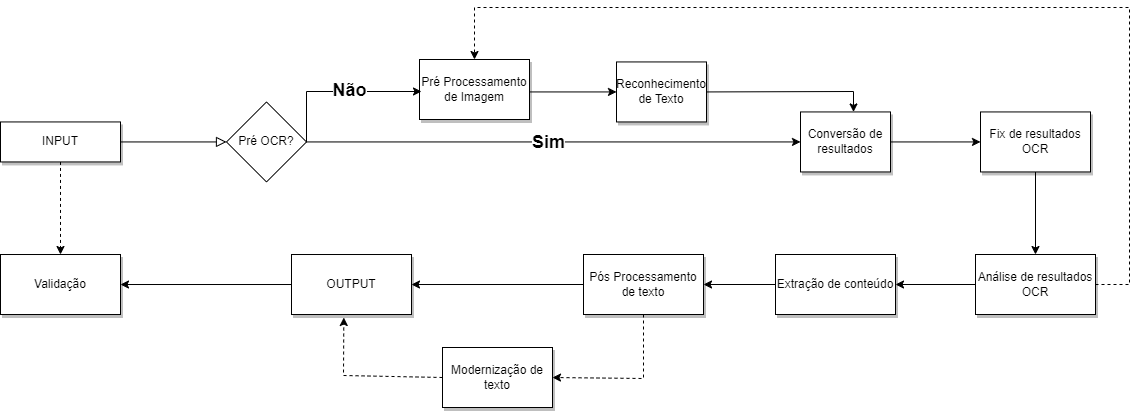 Não
Pré Processamento
de Imagem
Reconhecimento
de Texto
INPUT
Pré OCR?
Sim
Conversão de
resultados
Fix de resultados
OCR
Validação
OUTPUT
Pós Processamento
de texto
Extração de conteúdo
Análise de resultados
OCR
Modernização de
texto